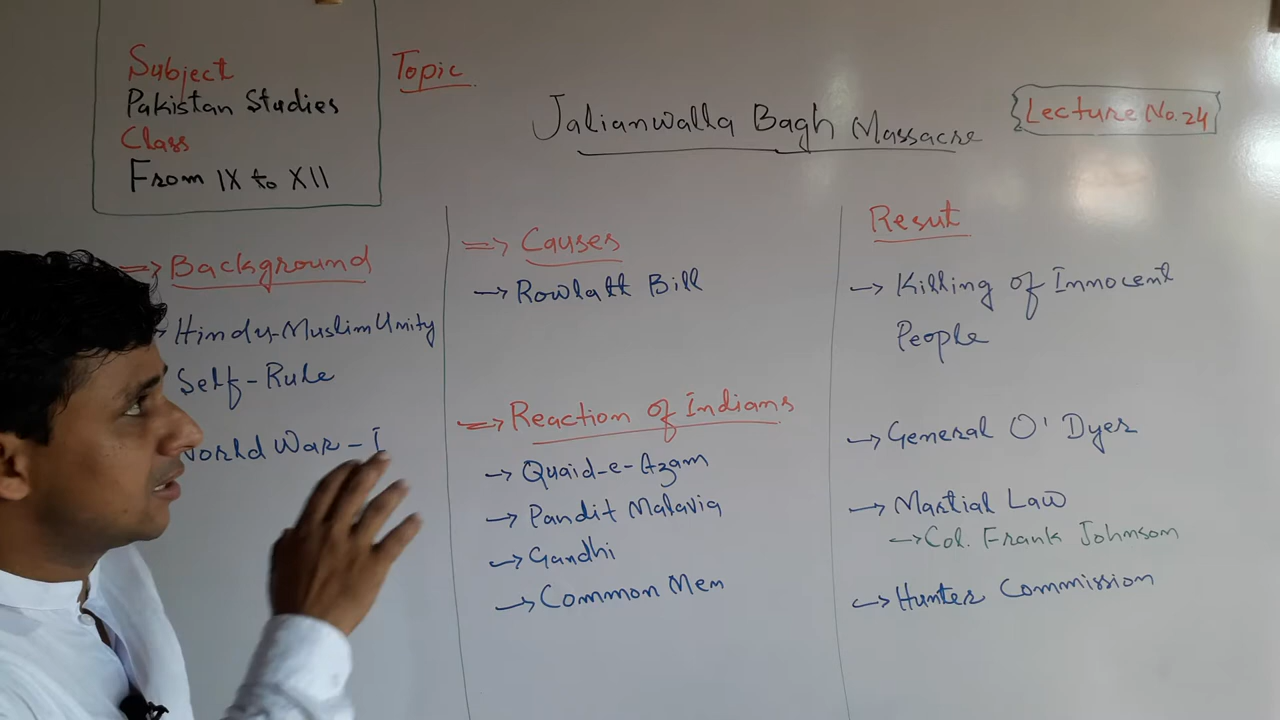 Subject
Pakistan Studies
Class
From IX to XII
Topic
Jalianwalla Bagh Massacre
Lecture No.24
=> Background
Hindu-Muslim Unity
Self-Rule
World War-I
=> Causes
→ Rowlatt Bill
=> Reaction of Indians
→ Quaid-e-Azam
→ Pandit Malavia
→ Gandhi
→ Common Men
Result
→ Killing of Innocent
People
→ General O' Dyer
→ Martial Law
→ Col. Frank Johnson
→ Hunter Commission